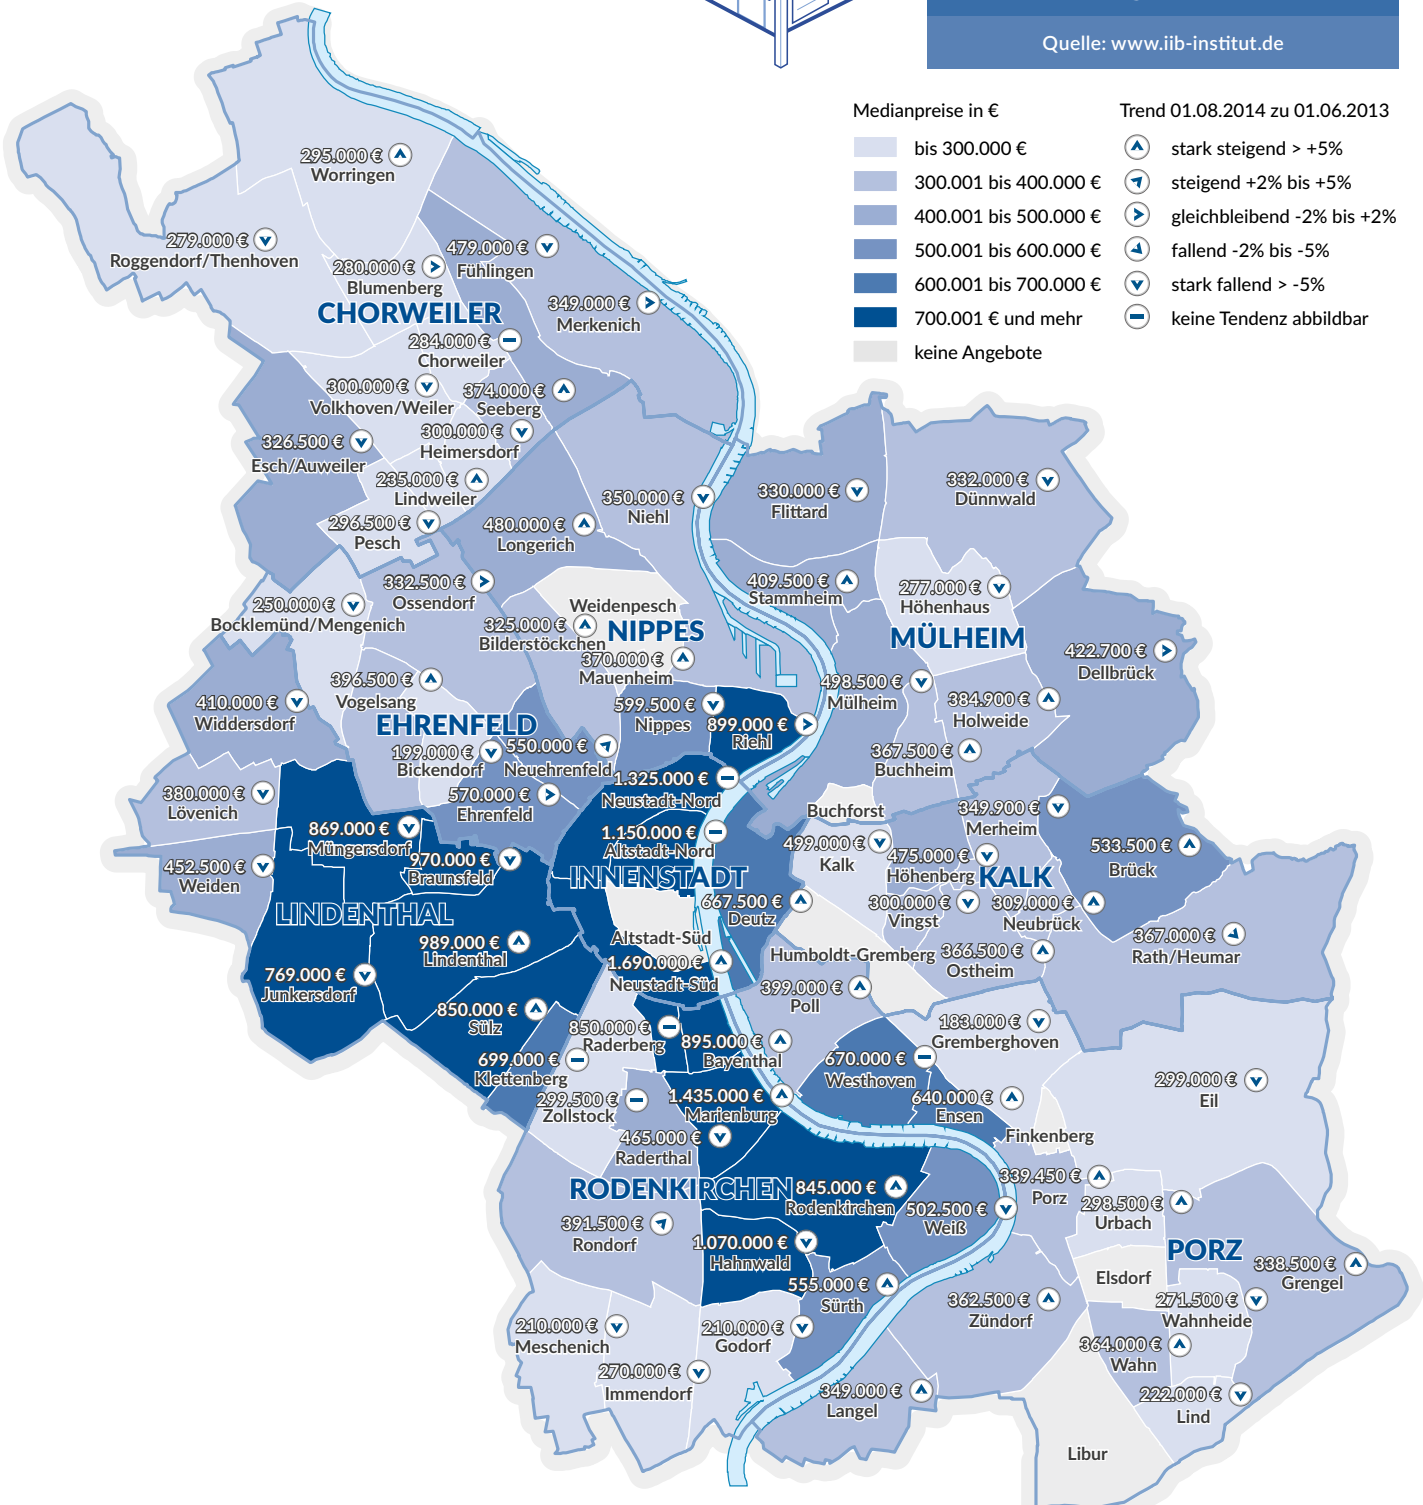 Quelle: www.iib-institut.de
Medianpreise in €
bis 300.000 €
300.001 bis 400.000 €
400.001 bis 500.000 €
500.001 bis 600.000 €
600.001 bis 700.000 €
700.001 € und mehr
keine Angebote
Trend 01.08.2014 zu 01.06.2013
stark steigend > +5%
steigend +2% bis +5%
gleichbleibend -2% bis +2%
fallend -2% bis -5%
stark fallend > -5%
keine Tendenz abbildbar
295.000 €
Worringen
279.000 €
Roggendorf/Thenhoven
280.000 €
Blumenberg
479.000 €
Fühlingen
CHORWEILER
349.000 €
Merkenich
284.000 €
Chorweiler
300.000 €
Volkhoven/Weiler
374.000 €
Seeberg
326.500 €
Esch/Auweiler
300.000 €
Heimersdorf
235.000 €
Lindweiler
296.500 €
Pesch
480.000 €
Longerich
350.000 €
Niehl
330.000 €
Flittard
332.000 €
Dünnwald
250.000 €
Bocklemünd/Mengenich
332.500 €
Ossendorf
Weidenpesch
325.000 €
Bilderstöckchen
NIPPES
370.000 €
Mauenheim
409.500 €
Stammheim
277.000 €
Höhenhaus
MÜLHEIM
422.700 €
Dellbrück
410.000 €
Widdersdorf
396.500 €
Vogelsang
EHRENFELD
199.000 €
Bickendorf
550.000 €
Neuehrenfeld
570.000 €
Ehrenfeld
599.500 €
Nippes
899.000 €
Riehl
498.500 €
Mülheim
384.900 €
Holweide
367.500 €
Buchheim
380.000 €
Lövenich
452.500 €
Weiden
869.000 €
Müngersdorf
970.000 €
Braunsfeld
1.325.000 €
Neustadt-Nord
1.150.000 €
Altstadt-Nord
INNENSTADT
667.500 €
Deutz
Altstadt-Süd
1.690.000 €
Neustadt-Süd
Buchforst
499.000 €
Kalk
349.900 €
Merheim
475.000 €
Höhenberg
KALK
533.500 €
Brück
300.000 €
Vingst
309.000 €
Neubrück
367.000 €
Rath/Heumar
Humboldt-Gremberg
366.500 €
Ostheim
LINDENTHAL
989.000 €
Lindenthal
769.000 €
Junkersdorf
850.000 €
Sülz
699.000 €
Klettenberg
850.000 €
Raderberg
895.000 €
Bayenthal
299.500 €
Zollstock
1.435.000 €
Marienburg
465.000 €
Raderthal
399.000 €
Poll
183.000 €
Gremberghoven
670.000 €
Westhoven
640.000 €
Ensen
299.000 €
Eil
Finkenberg
RODENKIRCHEN
845.000 €
Rodenkirchen
391.500 €
Rondorf
1.070.000 €
Hahnwald
502.500 €
Weiß
339.450 €
Porz
298.500 €
Urbach
PORZ
338.500 €
Grengel
Elsdorf
271.500 €
Wahnheide
555.000 €
Sürth
362.500 €
Zündorf
364.000 €
Wahn
222.000 €
Lind
210.000 €
Meschenich
210.000 €
Godorf
270.000 €
Immendorf
349.000 €
Langel
Libur